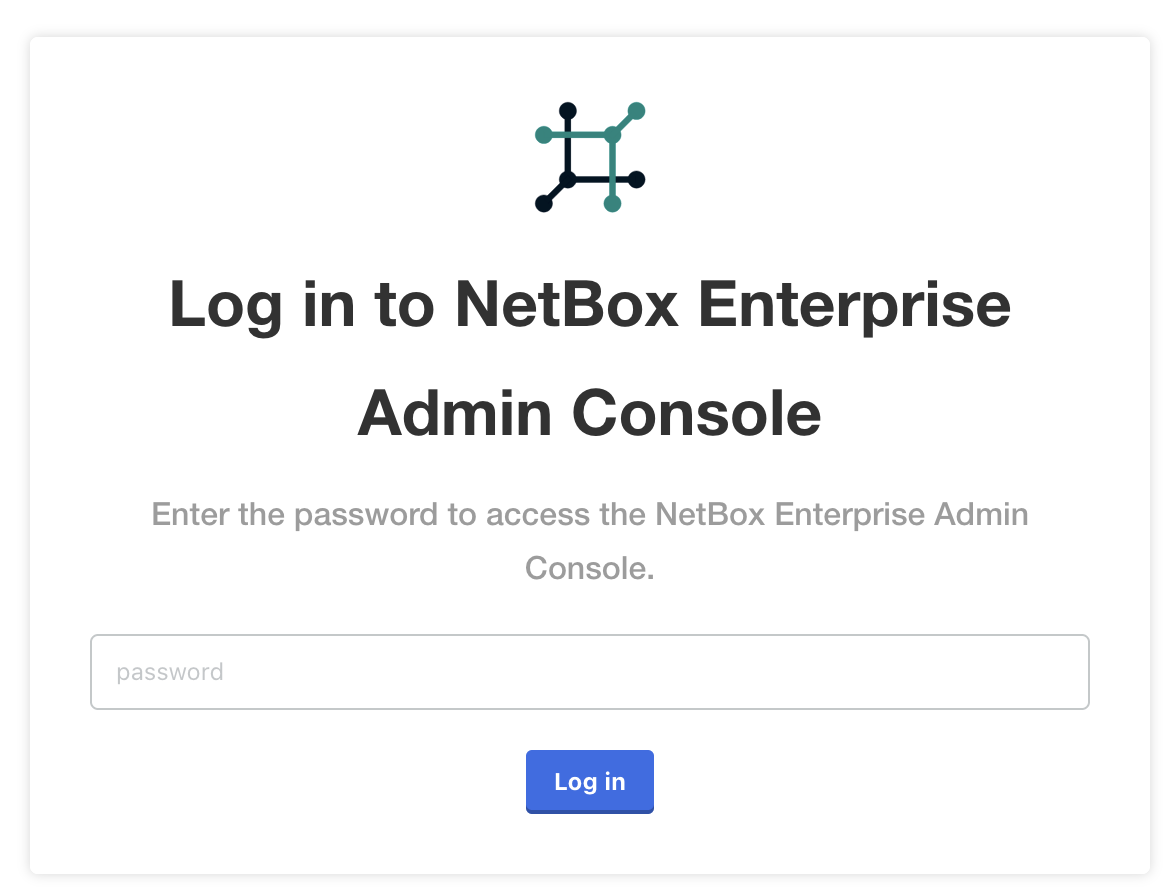 Log in to NetBox Enterprise
Admin Console
Enter the password to access the NetBox Enterprise Admin
Console.
password
Log in